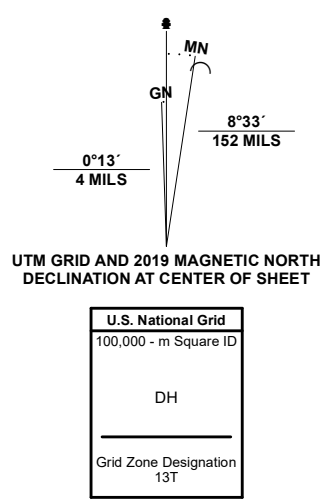 MN
GN
8°33´
152 MILS
0°13´
4 MILS
UTM GRID AND 2019 MAGNETIC NORTH
DECLINATION AT CENTER OF SHEET
U.S. National Grid
100,000 - m Square ID
DH
Grid Zone Designation
13T